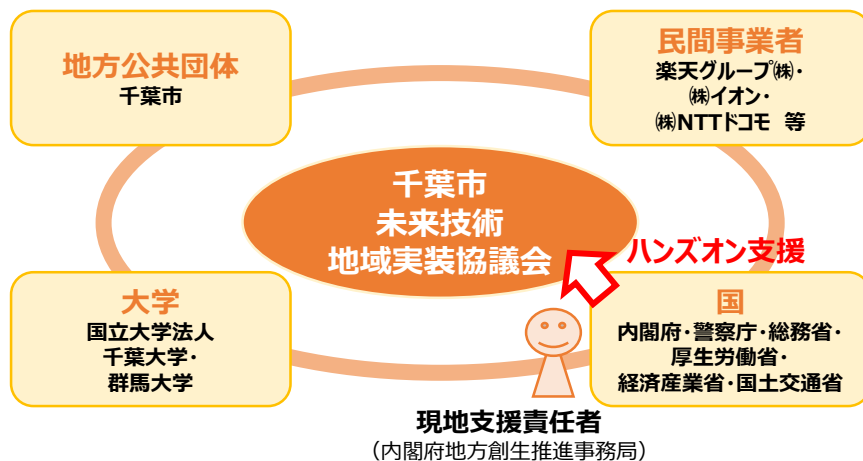 地方公共団体
千葉市
民間事業者
楽天グループ㈱・
㈱イオン・
㈱NTTドコモ 等
千葉市
未来技術
地域実装協議会
ハンズオン支援
大学
国立大学法人
千葉大学・
群馬大学
国
内閣府・警察庁・総務省・
厚生労働省・
経済産業省・国土交通省
現地支援責任者
（内閣府地方創生推進事務局）